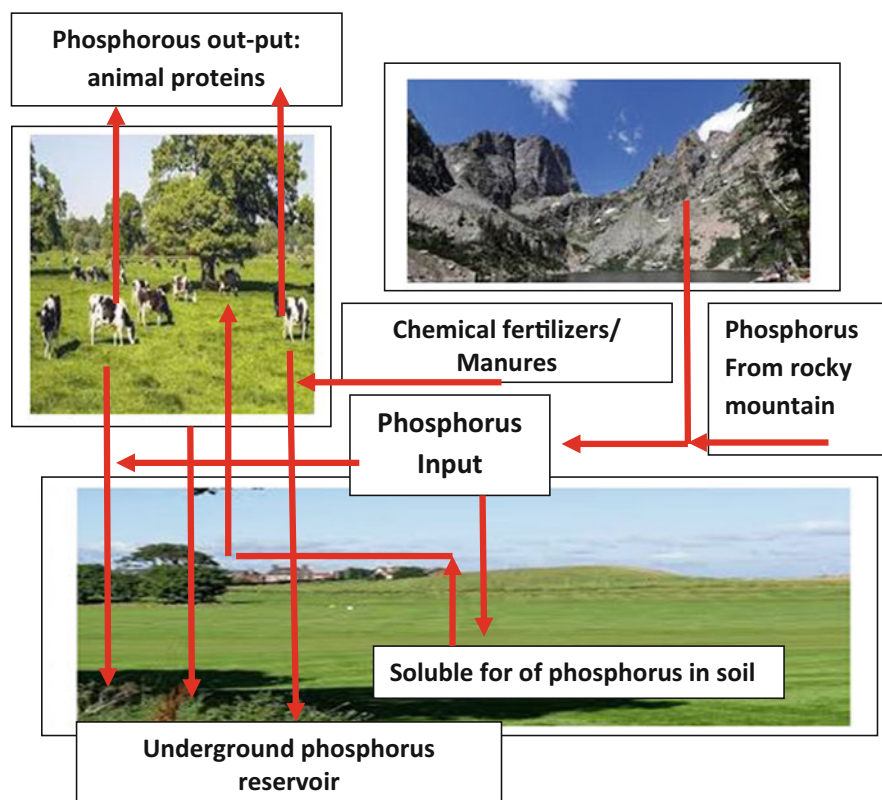 Phosphorous out-put:
animal proteins
Chemical fertilizers/
Manures
Phosphorus
From rocky
mountain
Phosphorus
Input
Soluble for of phosphorus in soil
Underground phosphorus
reservoir